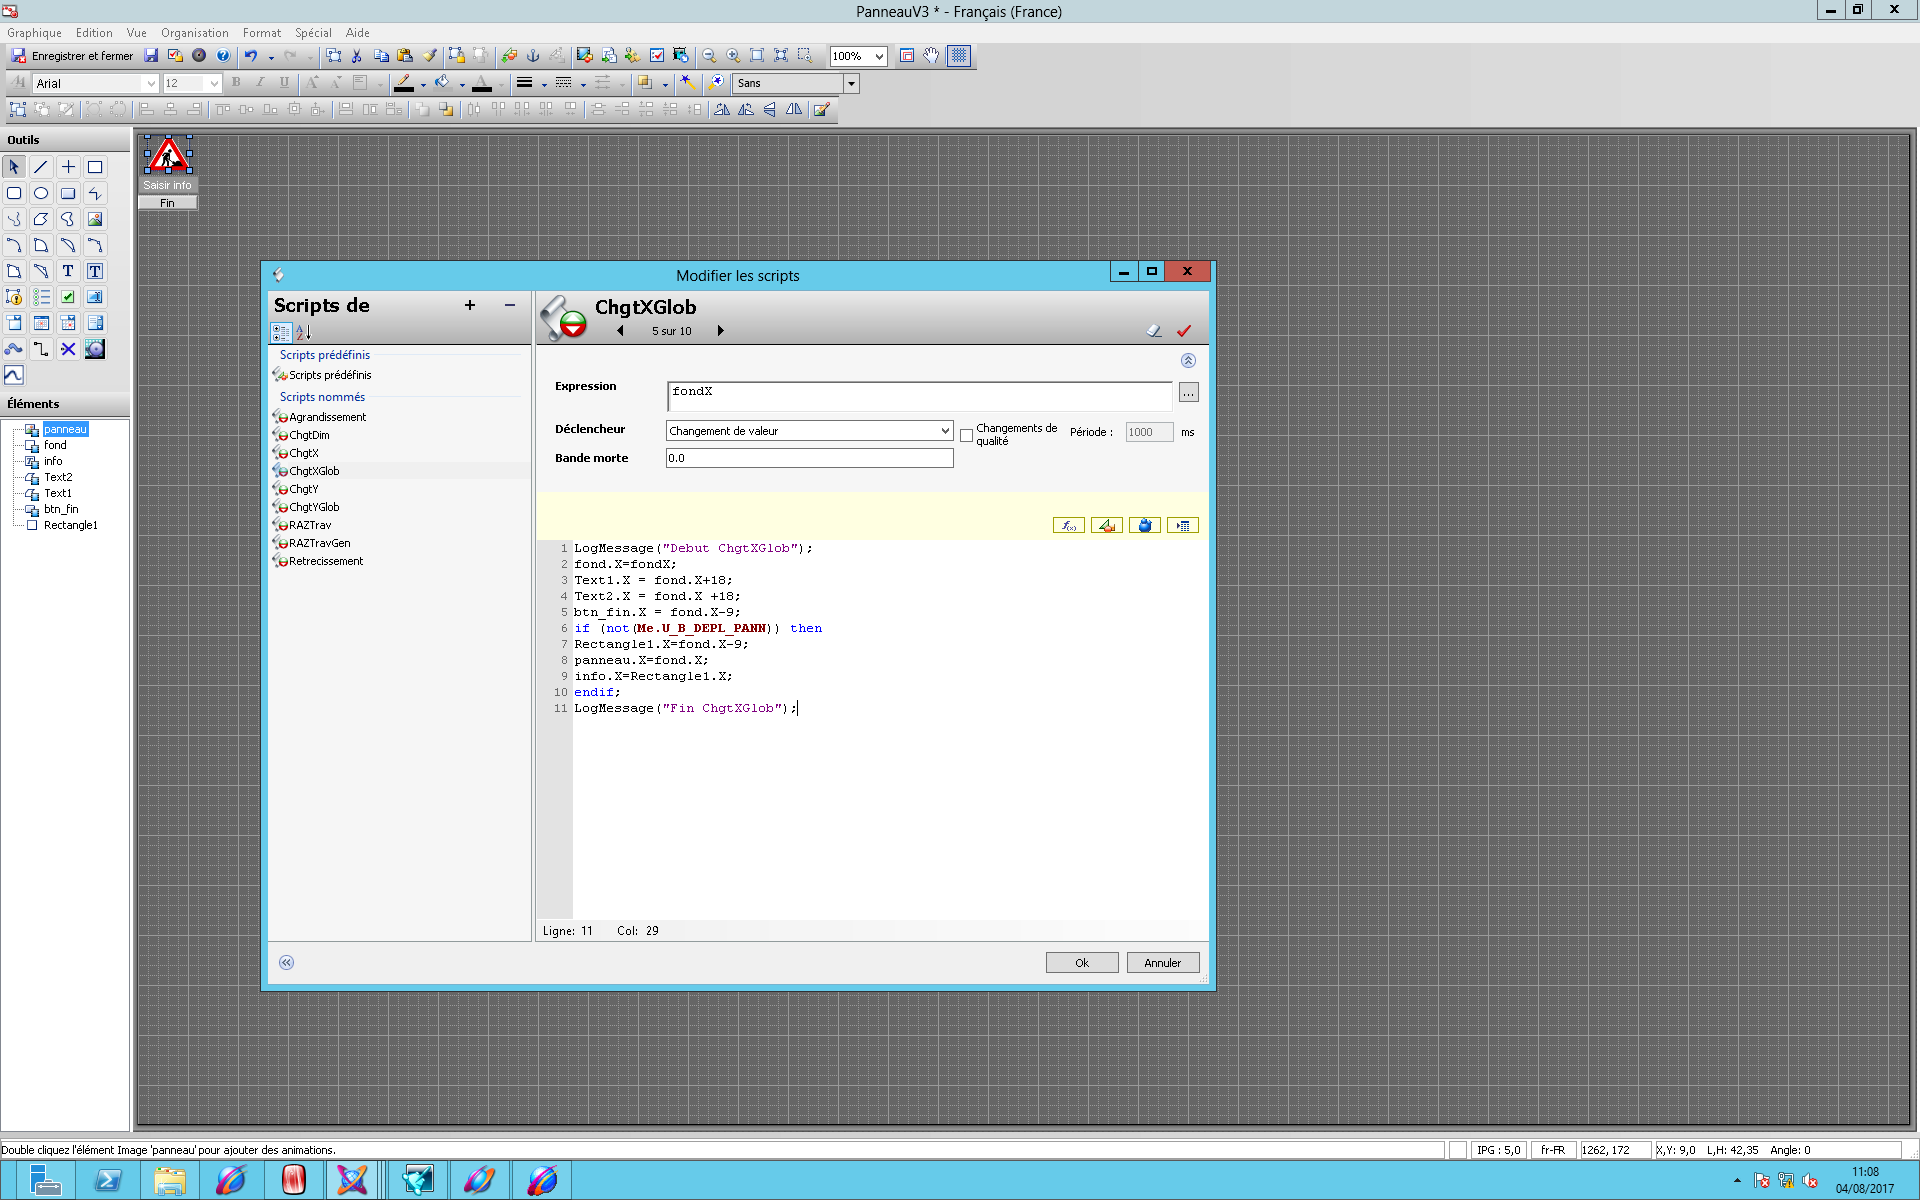 PanneauV3 * - Français (France)
Graphique Edition Vue Organisation Format Spécial Aide
Enregistrer et fermer 100%
Arial 12 Sans
Outils
Saisir info
Fin
Éléments
panneau
fond
info
Text2
Text1
btn_fin
Rectangle1
Modifier les scripts
Scripts de + −
Scripts prédéfinis
Scripts prédéfinis
Scripts nommés
Agrandissement
ChgtDim
ChgtX
ChgtXGlob
ChgtY
ChgtYGlob
RAZTrav
RAZTravGen
Retrecissement
ChgtXGlob
5 sur 10
Expression fondX ...
Déclencheur Changement de valeur Changements de qualité Période : 1000 ms
Bande morte 0.0
1 LogMessage("Debut ChgtXGlob");
2 fond.X=fondX;
3 Text1.X = fond.X+18;
4 Text2.X = fond.X +18;
5 btn_fin.X = fond.X-9;
6 if (not(Me.U_B_DEPL_PANN)) then
7 Rectangle1.X=fond.X-9;
8 panneau.X=fond.X;
9 info.X=Rectangle1.X;
10 endif;
11 LogMessage("Fin ChgtXGlob");
Ligne: 11 Col: 29
Ok Annuler
Double cliquez l'élément Image 'panneau' pour ajouter des animations.
IPG : 5,0 fr-FR 1262, 172 X,Y: 9,0 L,H: 42,35 Angle: 0
11:08
04/08/2017